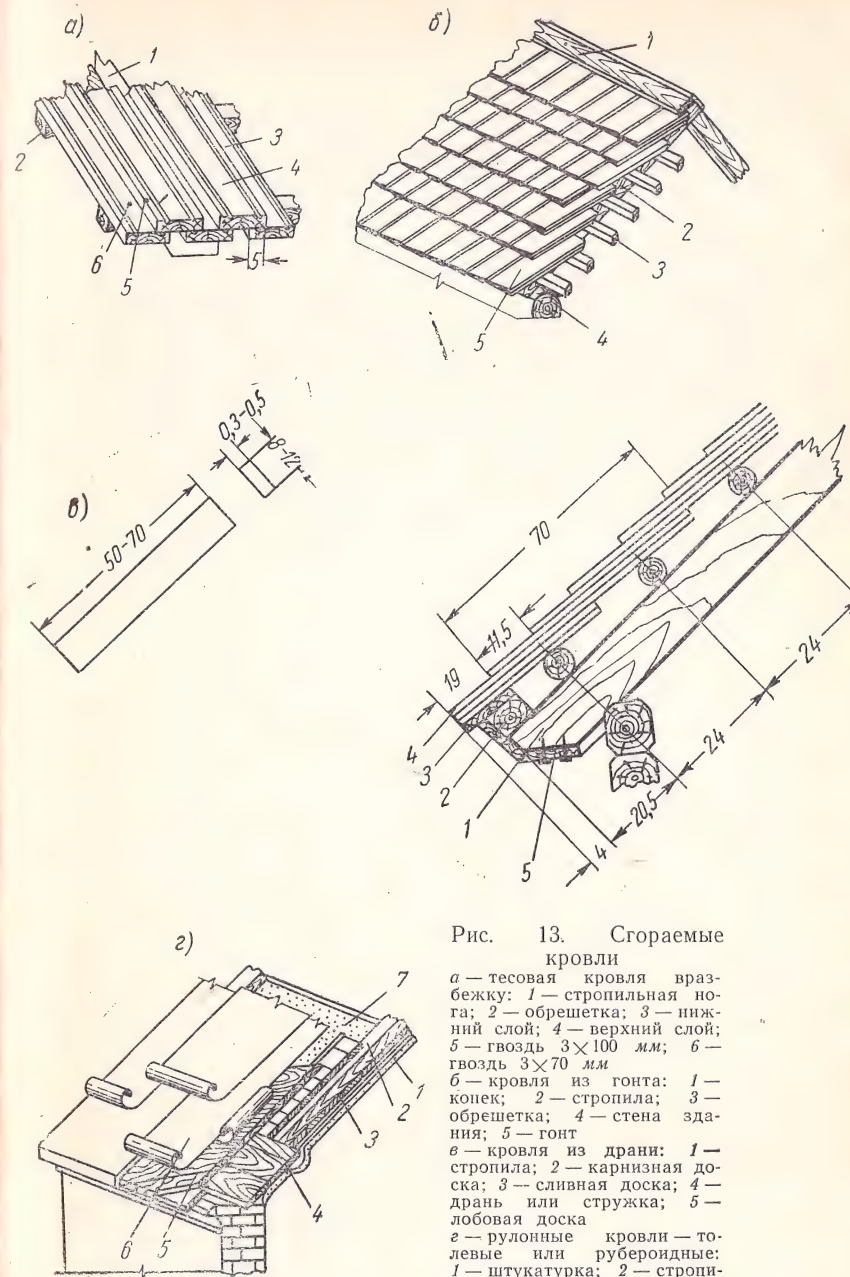 а)
1
2
3
4
6
5
5
б)
1
2
3
4
5
в)
50-70
0,3-0,5
8-12
70
11,5
19
24
24
20,5
4
4
3
2
1
5
г)
7
1
2
3
4
6
5
Рис. 13. Сгораемые
кровли
а — тесовая кровля враз-
бежку: 1 — стропильная но-
га; 2 — обрешетка; 3 — ниж-
ний слой; 4 — верхний слой;
5 — гвоздь 3×100 мм; 6 —
гвоздь 3×70 мм
б — кровля из гонта: 1 —
конек; 2 — стропила; 3 —
обрешетка; 4 — стена зда-
ния; 5 — гонт
в — кровля из драни: 1 —
стропила; 2 — карнизная до-
ска; 3 — сливная доска; 4 —
дрань или стружка; 5 —
лобовая доска
г — рулонные кровли — то-
левые или рубероидные:
1 — штукатурка; 2 — стропи-